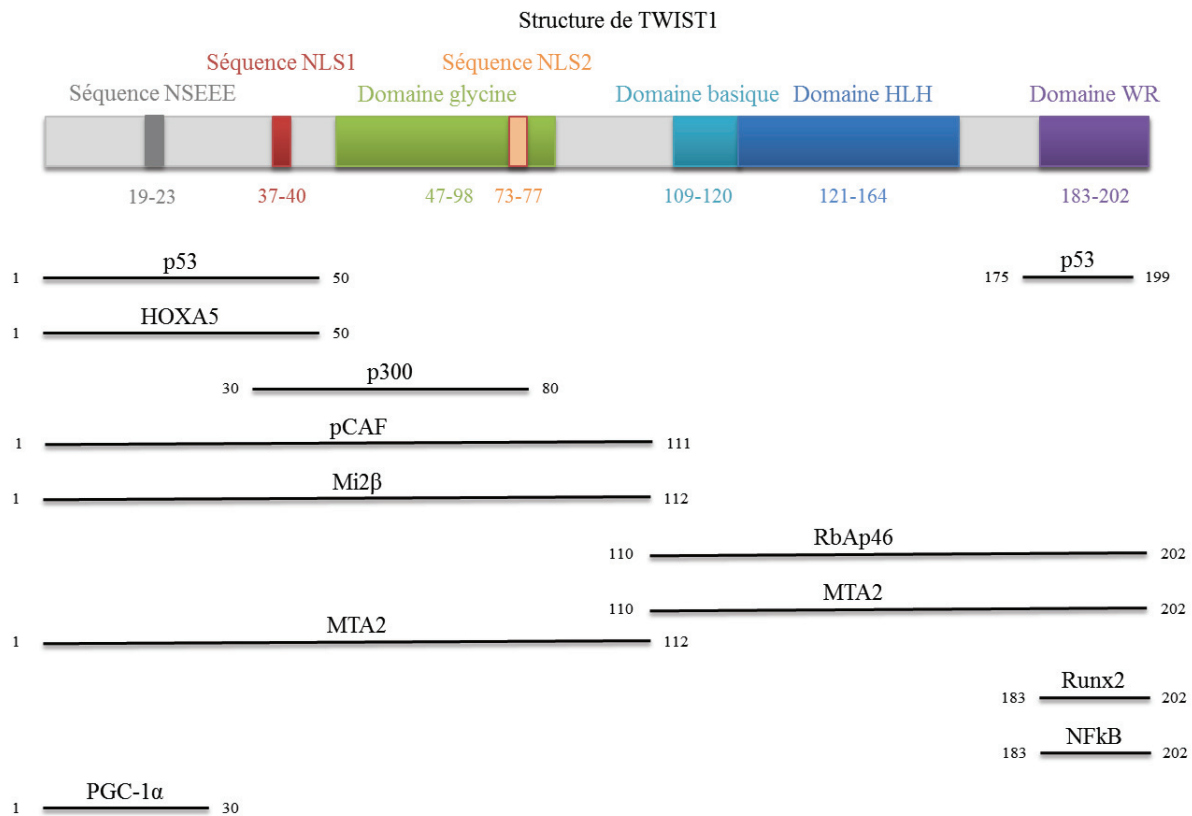 Structure de TWIST1
Séquence NLS1 Séquence NLS2
Séquence NSEEE Domaine glycine Domaine basique Domaine HLH Domaine WR
19-23 37-40 47-98 73-77 109-120 121-164 183-202
1 p53 50 175 p53 199
1 HOXA5 50
30 p300 80
1 pCAF 111
1 Mi2β 112
110 RbAp46 202
110 MTA2 202
1 MTA2 112
183 Runx2 202
183 NFkB 202
1 PGC-1α 30